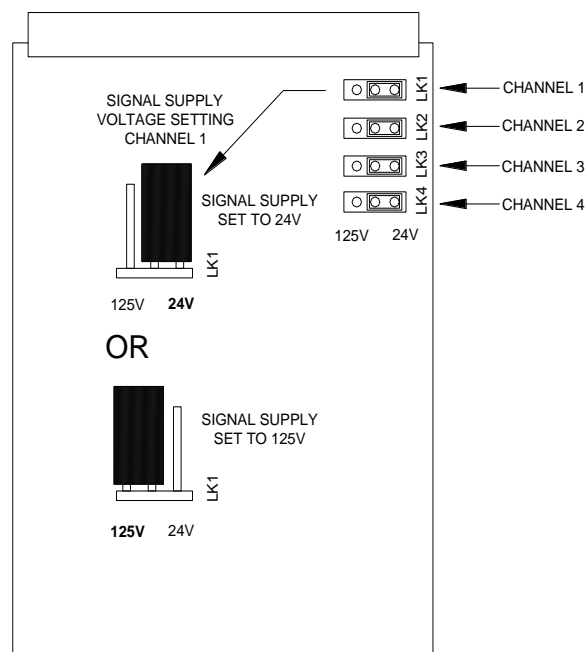 SIGNAL SUPPLY
VOLTAGE SETTING
CHANNEL 1
LK1
CHANNEL 1
LK2
CHANNEL 2
LK3
CHANNEL 3
LK4
CHANNEL 4
125V 24V
SIGNAL SUPPLY
SET TO 24V
LK1
125V 24V
OR
SIGNAL SUPPLY
SET TO 125V
LK1
125V 24V